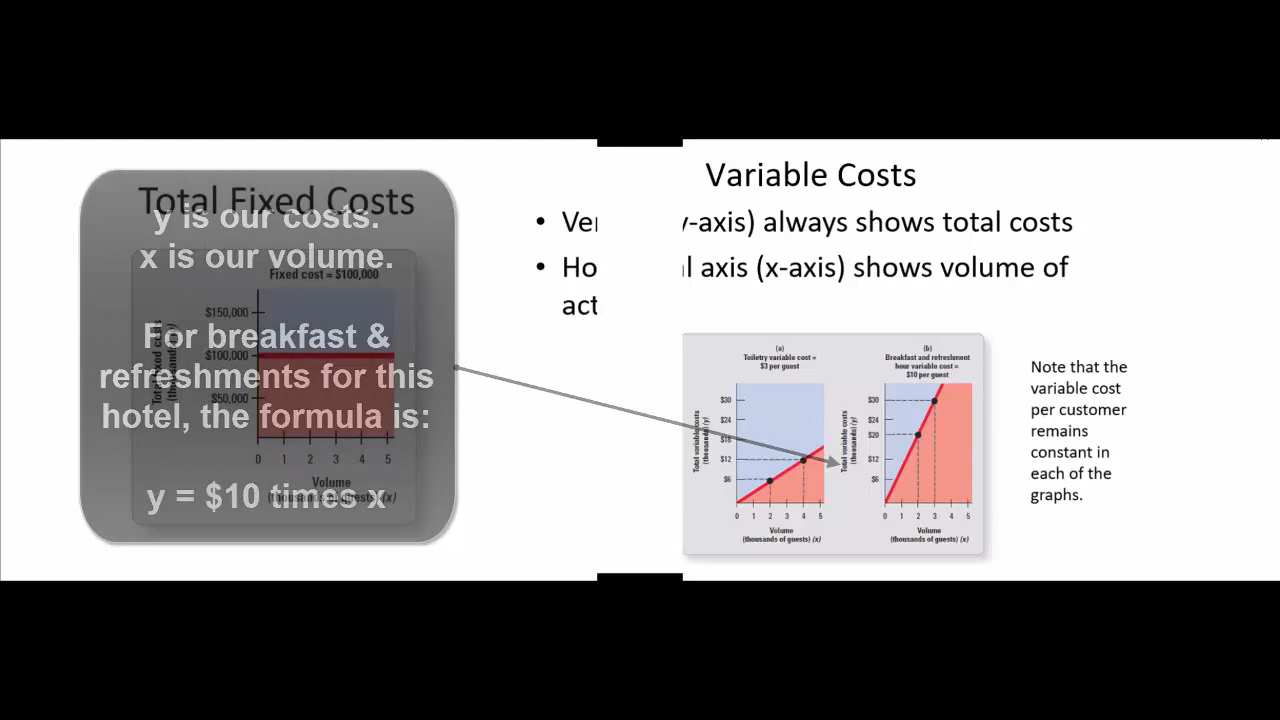 Total Fixed Costs
y is our costs.
x is our volume.
Fixed cost = $100,000
$150,000
For breakfast &
$100,000
refreshments for this
$50,000
hotel, the formula is:
0 1 2 3 4 5
Volume
y = $10 times x
(thousands of guests) (x)
Variable Costs
• Ver y-axis) always shows total costs
• Ho l axis (x-axis) shows volume of
act
(a)
Toiletry variable cost =
$3 per guest
Total variable costs
(thousands) (y)
$30
$24
$18
$12
$6
0 1 2 3 4 5
Volume
(thousands of guests) (x)
(b)
Breakfast and refreshment
hour variable cost =
$10 per guest
Total variable costs
(thousands) (y)
$30
$24
$20
$12
$6
0 1 2 3 4 5
Volume
(thousands of guests) (x)
Note that the
variable cost
per customer
remains
constant in
each of the
graphs.